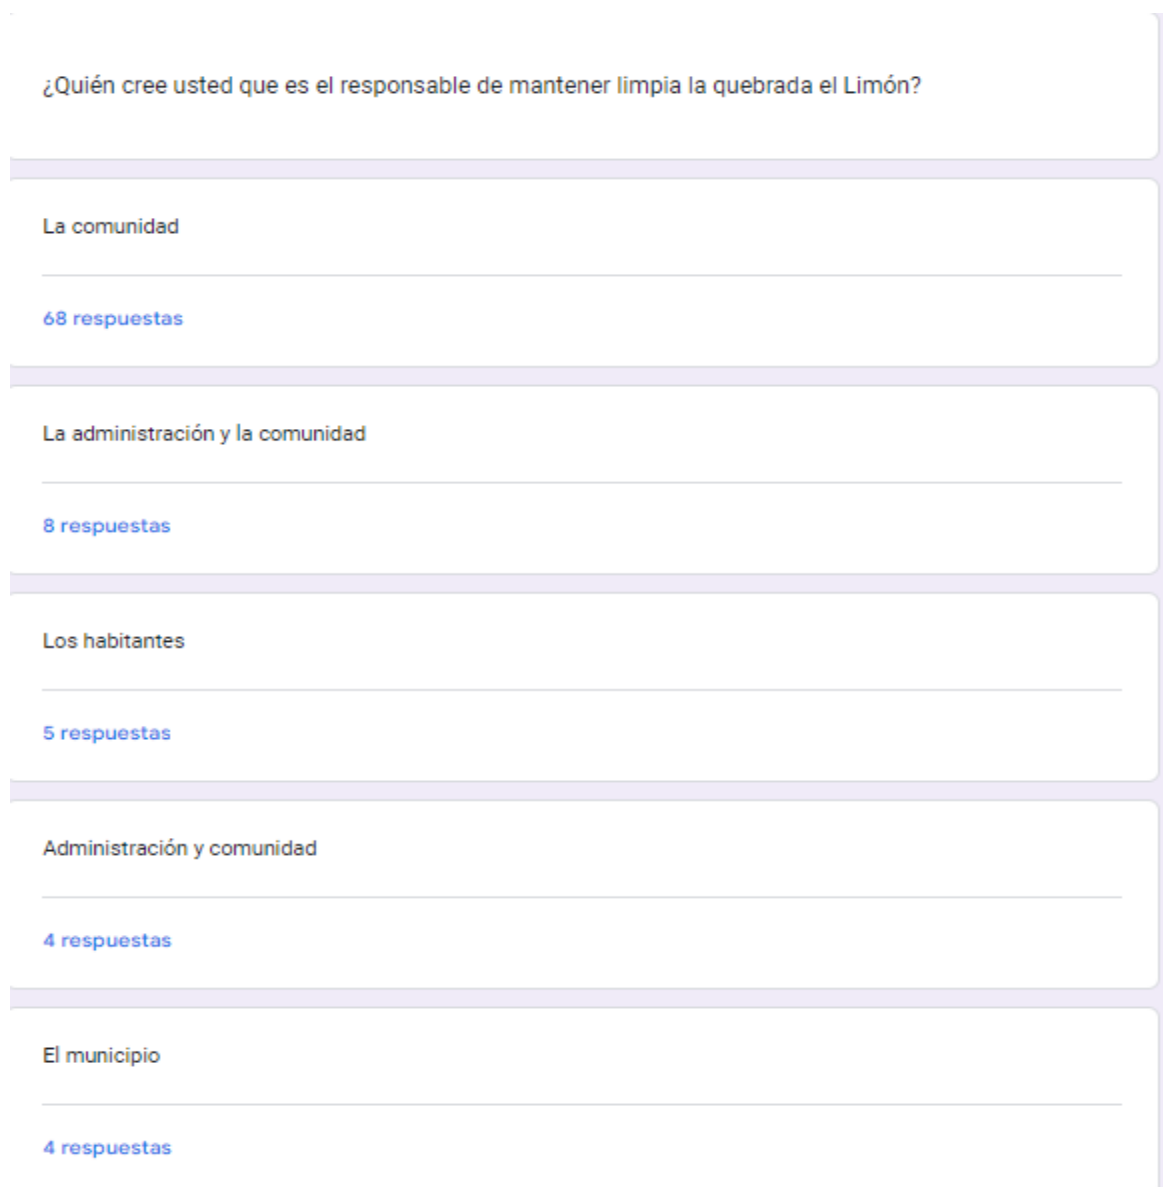 ¿Quién cree usted que es el responsable de mantener limpia la quebrada el Limón?
La comunidad
68 respuestas
La administración y la comunidad
8 respuestas
Los habitantes
5 respuestas
Administración y comunidad
4 respuestas
El municipio
4 respuestas